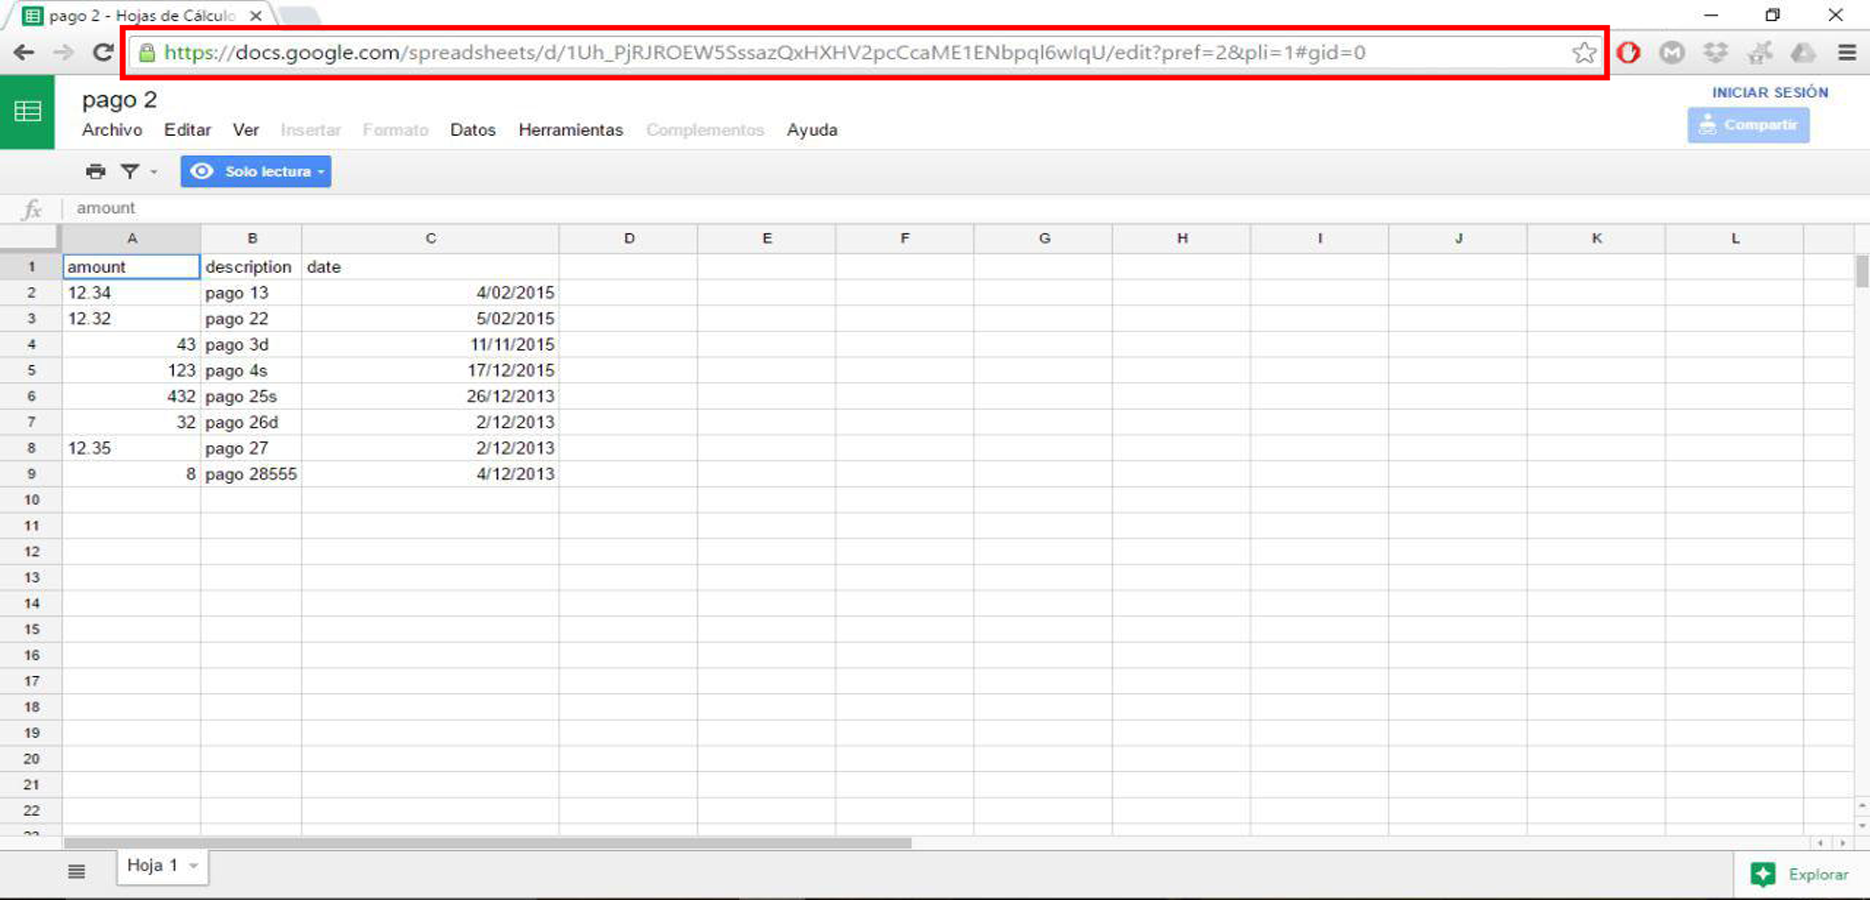 pago 2 - Hojas de Cálculo
https://docs.google.com/spreadsheets/d/1Uh_PjRJROEW5SssazQxHXHV2pcCcaME1ENbpqI6wIqU/edit?pref=2&pli=1#gid=0
pago 2
INICIAR SESIÓN
Archivo Editar Ver Insertar Formato Datos Herramientas Complementos Ayuda
Compartir
Solo lectura
fx amount
A B C D E F G H I J K L
1 amount description date
2 12.34 pago 13 4/02/2015
3 12.32 pago 22 5/02/2015
4 43 pago 3d 11/11/2015
5 123 pago 4s 17/12/2015
6 432 pago 25s 26/12/2013
7 32 pago 26d 2/12/2013
8 12.35 pago 27 2/12/2013
9 8 pago 28555 4/12/2013
10
11
12
13
14
15
16
17
18
19
20
21
22
Hoja 1
Explorar